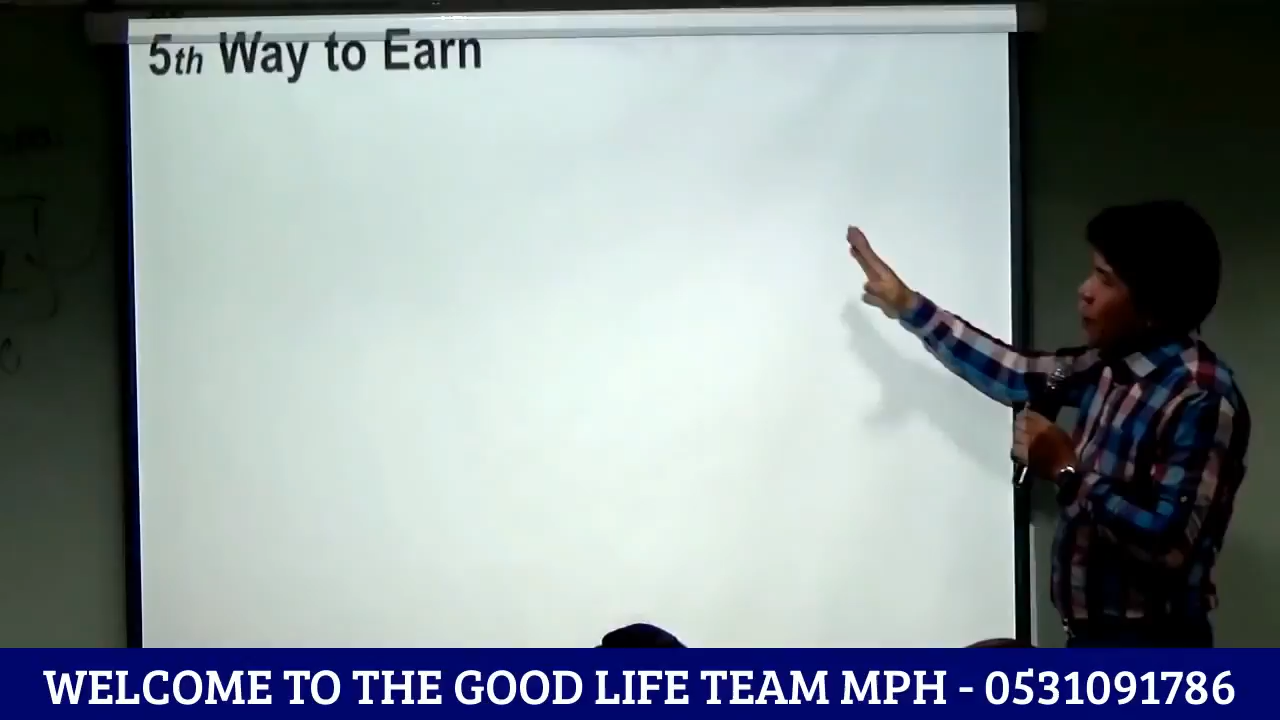 5th Way to Earn
WELCOME TO THE GOOD LIFE TEAM MPH - 0531091786